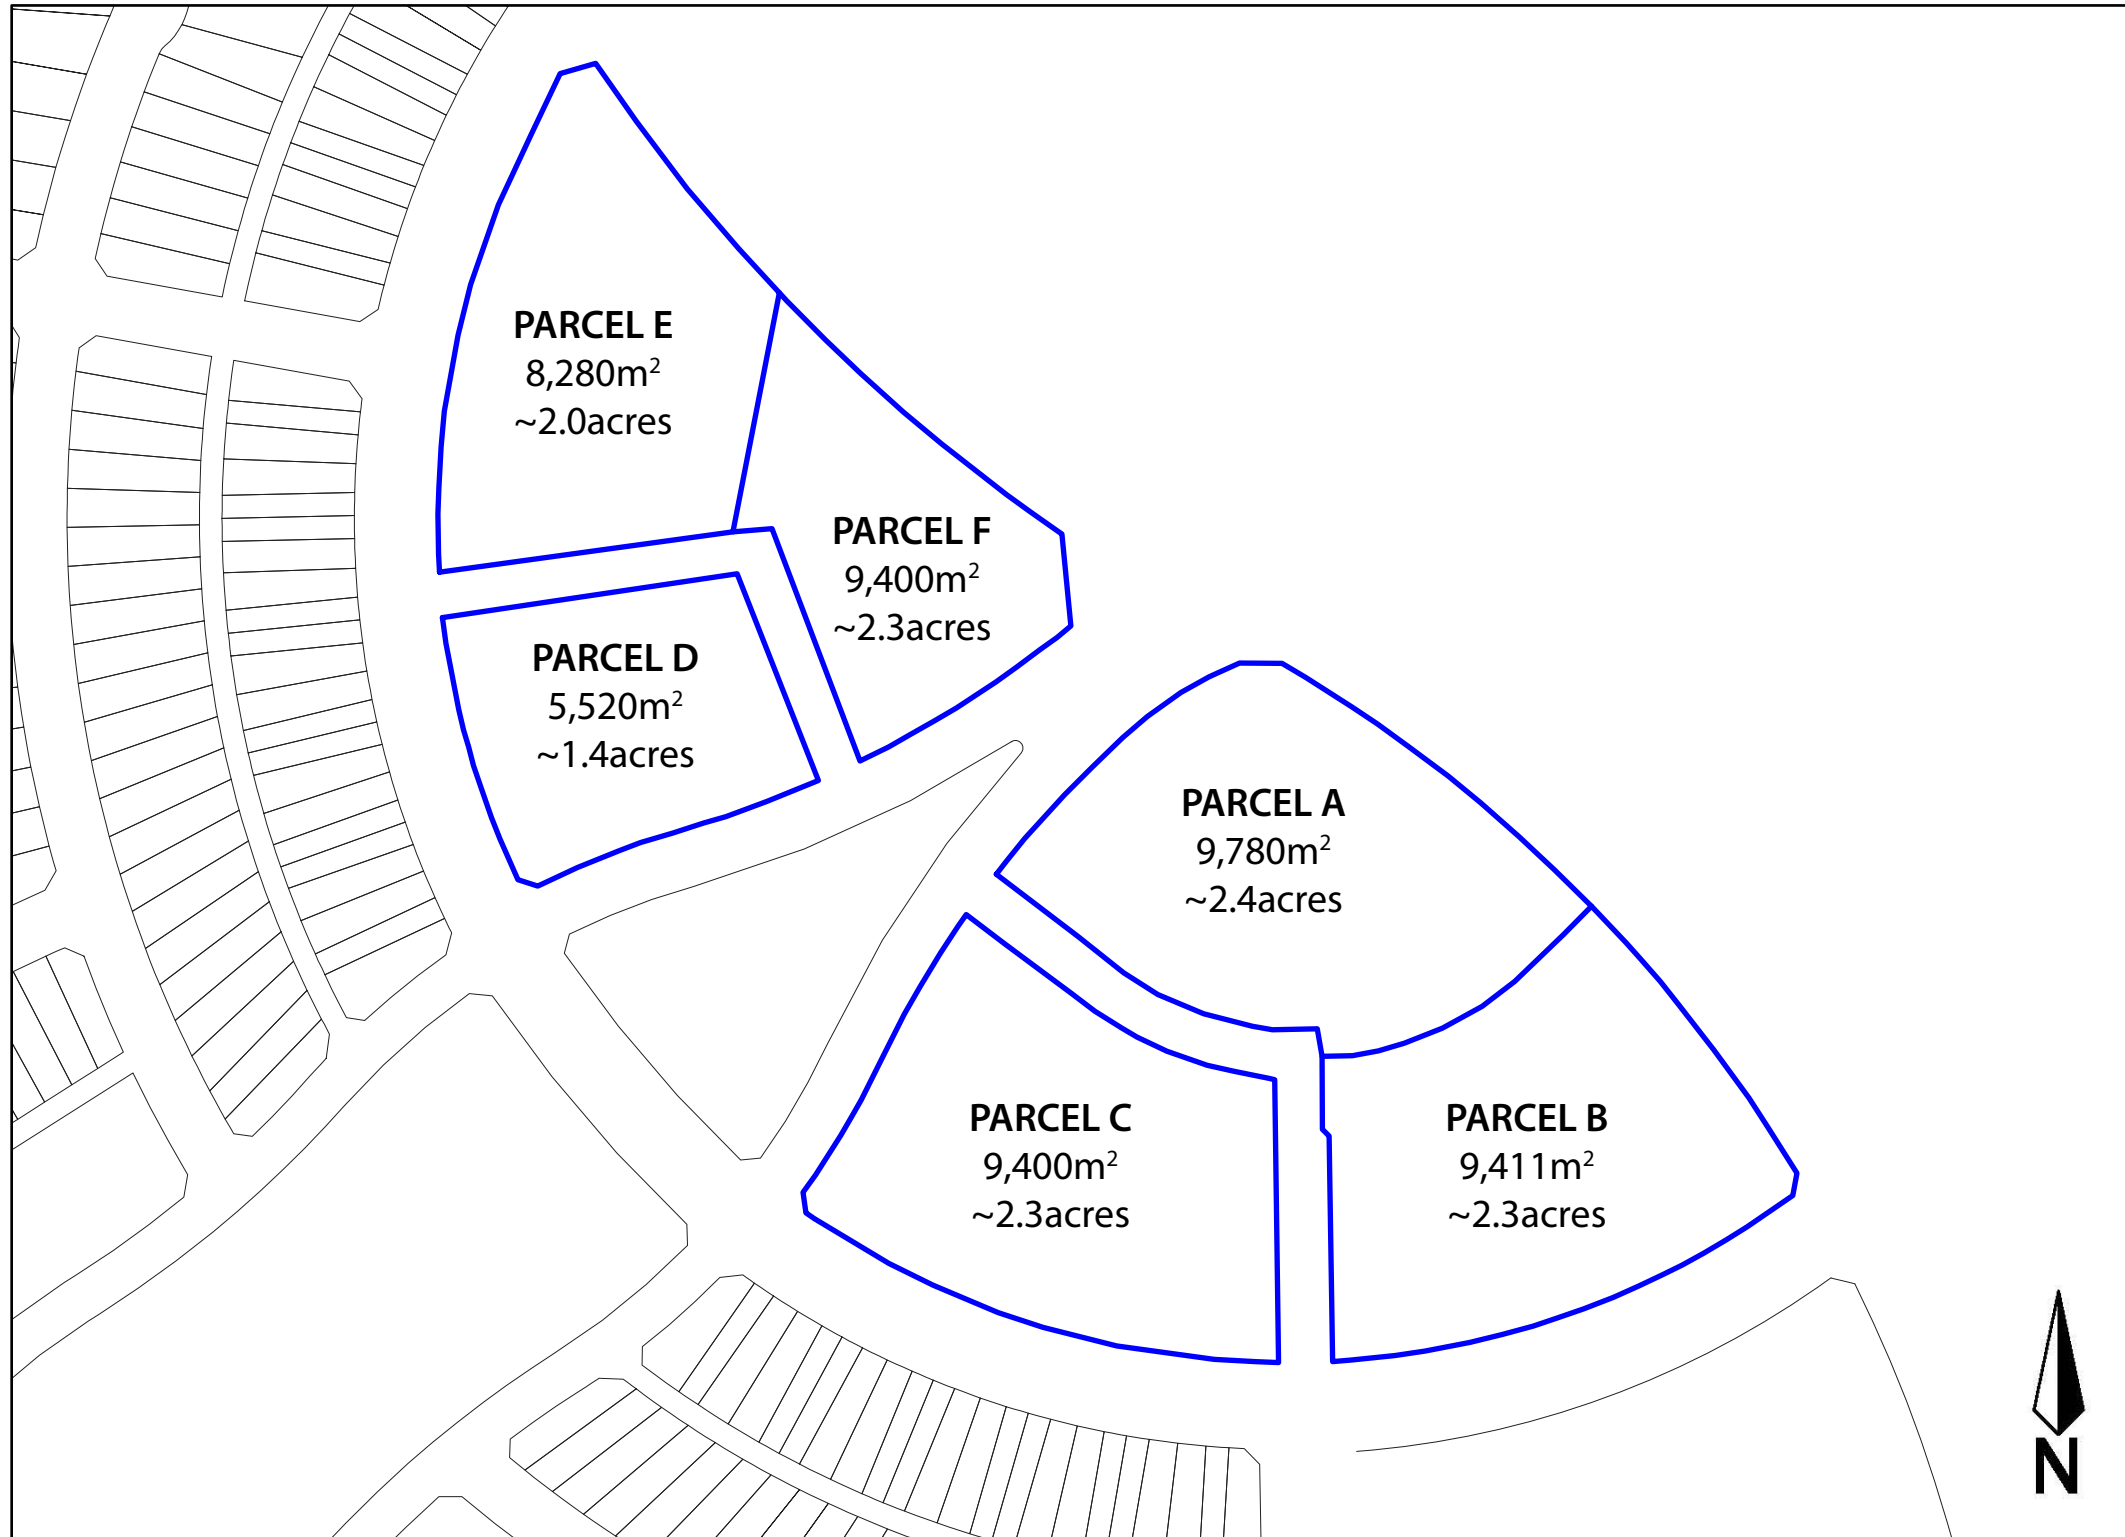 PARCEL E
8,280m²
~2.0acres
PARCEL F
9,400m²
~2.3acres
PARCEL D
5,520m²
~1.4acres
PARCEL A
9,780m²
~2.4acres
PARCEL C
9,400m²
~2.3acres
PARCEL B
9,411m²
~2.3acres
N